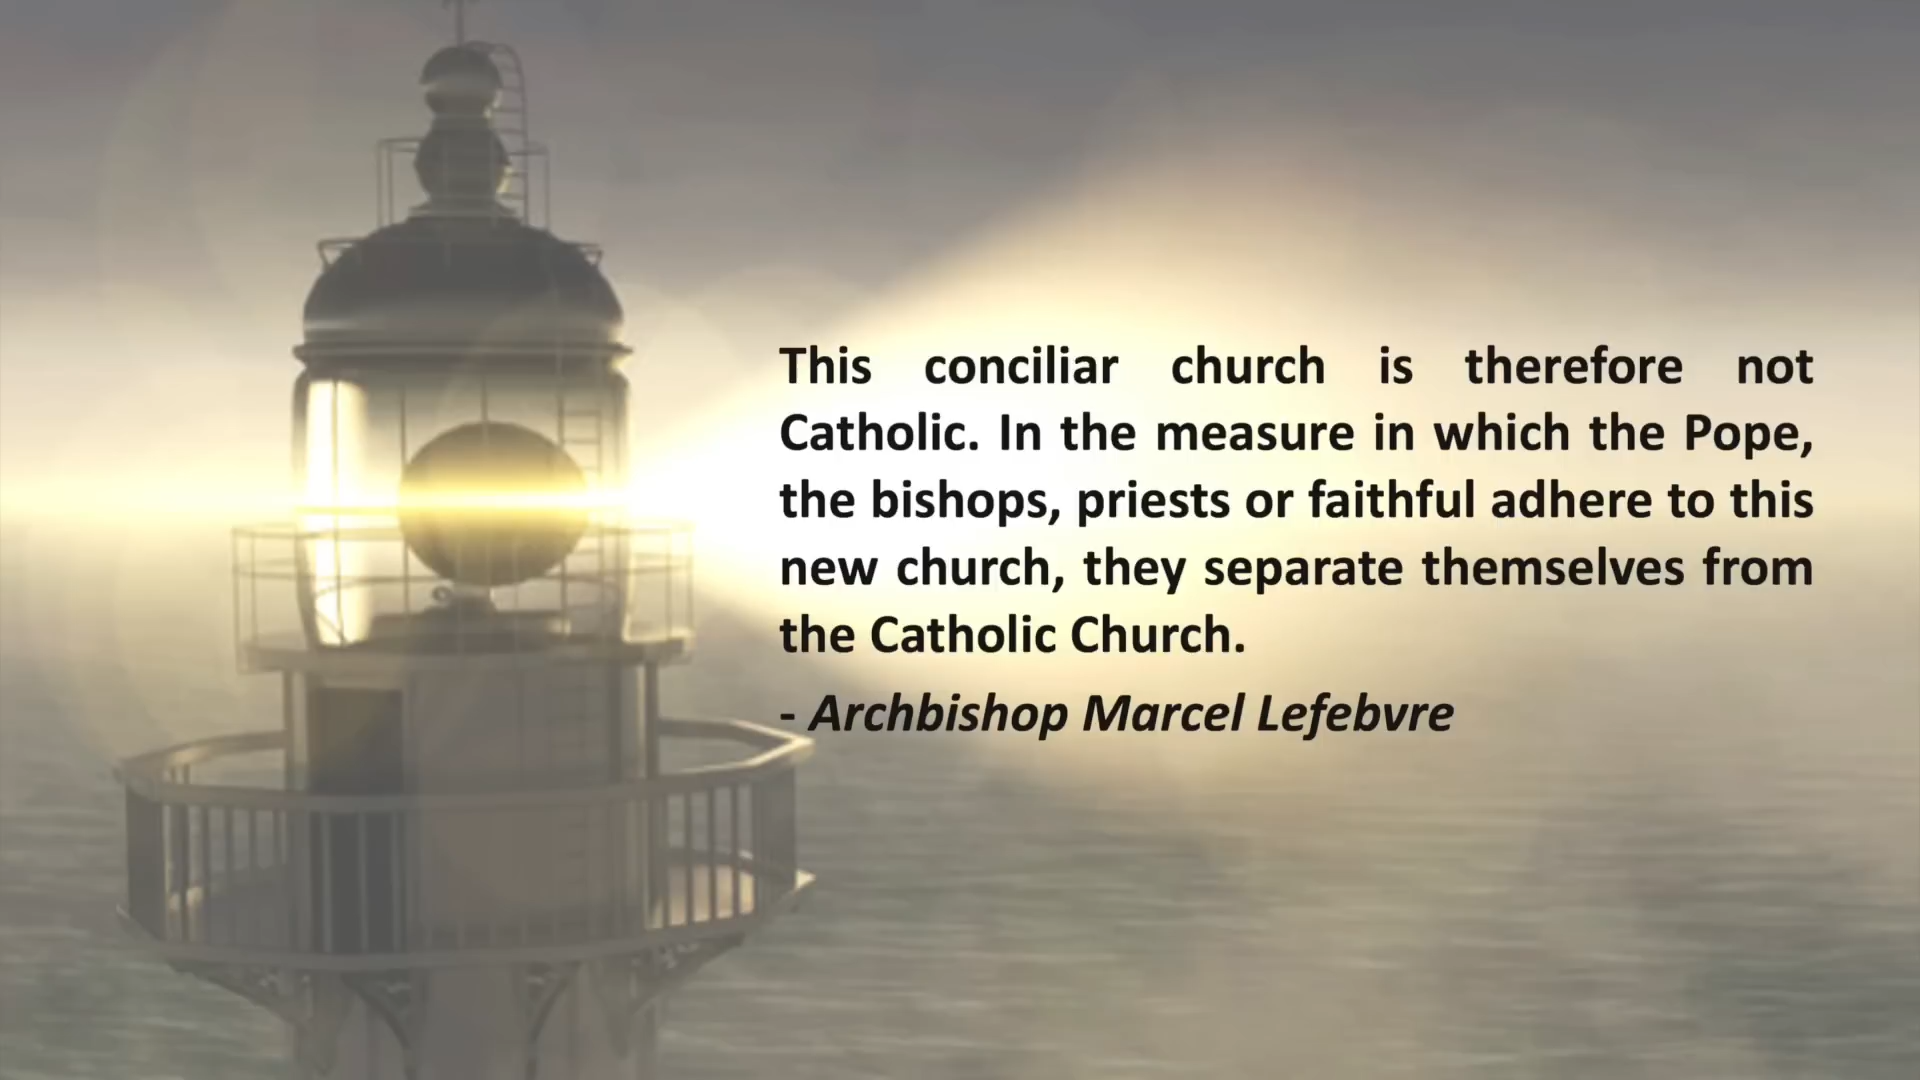 This conciliar church is therefore not
Catholic. In the measure in which the Pope,
the bishops, priests or faithful adhere to this
new church, they separate themselves from
the Catholic Church.
- Archbishop Marcel Lefebvre